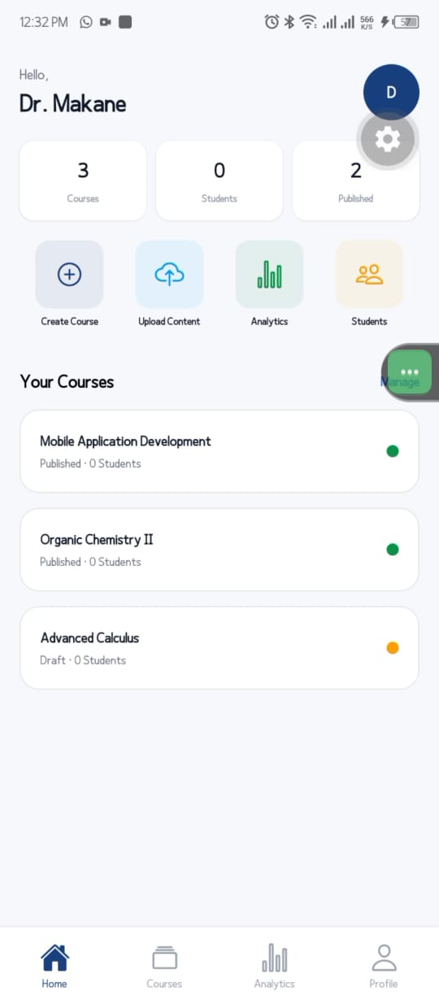 12:32 PM 566 K/S 57
Hello,
Dr. Makane
D
3
Courses
0
Students
2
Published
Create Course
Upload Content
Analytics
Students
Your Courses
Manage
Mobile Application Development
Published · 0 Students
Organic Chemistry II
Published · 0 Students
Advanced Calculus
Draft · 0 Students
Home
Courses
Analytics
Profile